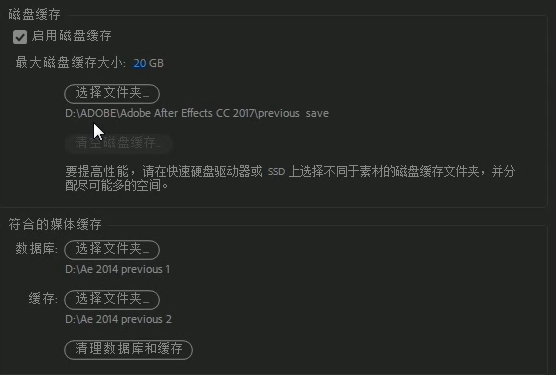 磁盘缓存
启用磁盘缓存
最大磁盘缓存大小: 20 GB
选择文件夹...
D:\ADOBE\Adobe After Effects CC 2017\previous save
清空磁盘缓存...
要提高性能，请在快速硬盘驱动器或 SSD 上选择不同于素材的磁盘缓存文件夹，并分
配尽可能多的空间。
符合的媒体缓存
数据库: 选择文件夹...
D:\Ae 2014 previous 1
缓存: 选择文件夹...
D:\Ae 2014 previous 2
清理数据库和缓存